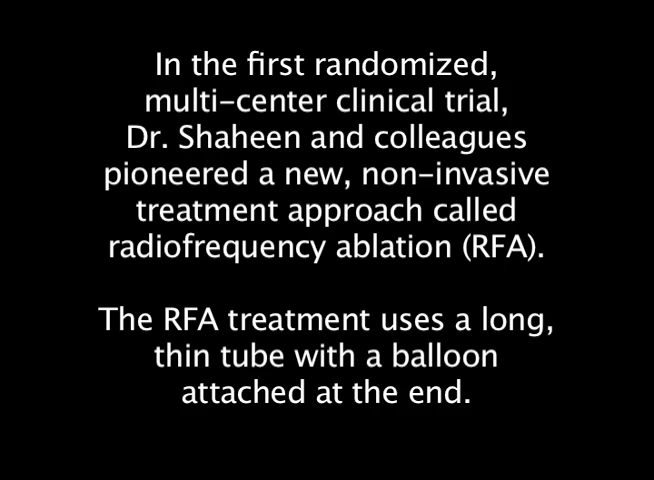 In the first randomized,
multi-center clinical trial,
Dr. Shaheen and colleagues
pioneered a new, non-invasive
treatment approach called
radiofrequency ablation (RFA).
The RFA treatment uses a long,
thin tube with a balloon
attached at the end.